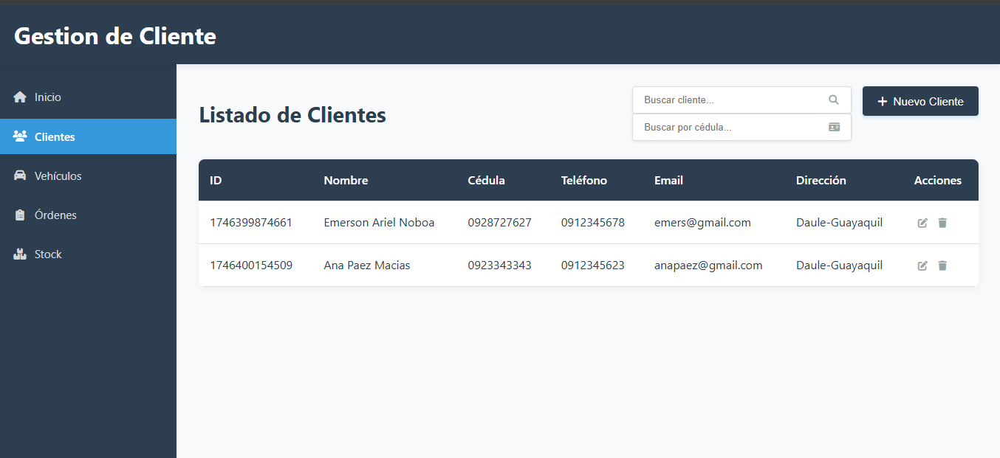 Gestion de Cliente
Inicio
Clientes
Vehículos
Órdenes
Stock
Listado de Clientes
Buscar cliente...
Buscar por cédula...
+ Nuevo Cliente
ID Nombre Cédula Teléfono Email Dirección Acciones
1746399874661 Emerson Ariel Noboa 0928727627 0912345678 emers@gmail.com Daule-Guayaquil
1746400154509 Ana Paez Macias 0923343343 0912345623 anapaez@gmail.com Daule-Guayaquil